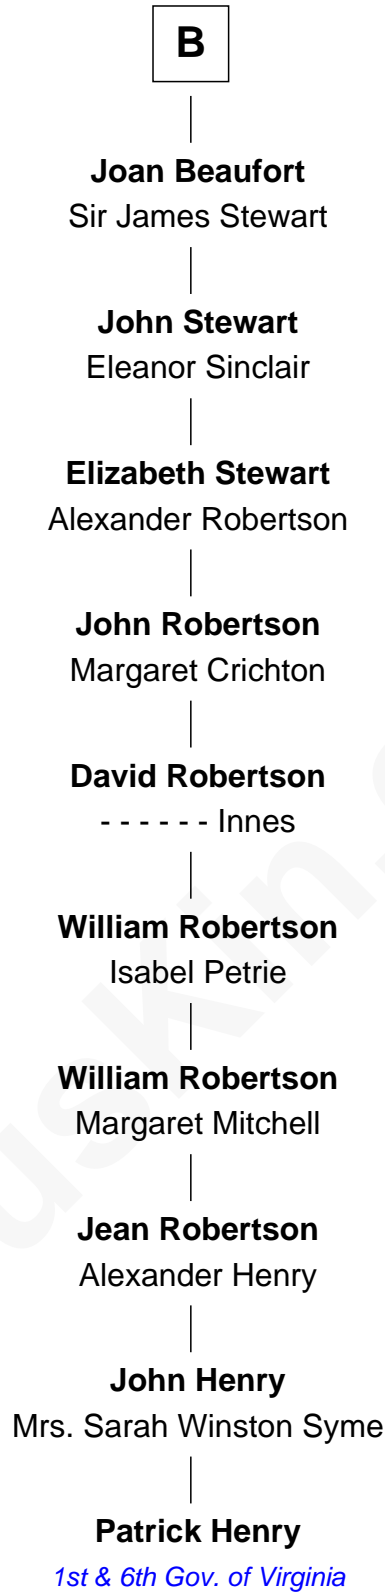 B
Joan Beaufort
Sir James Stewart
John Stewart
Eleanor Sinclair
Elizabeth Stewart
Alexander Robertson
John Robertson
Margaret Crichton
David Robertson
- - - - - - Innes
William Robertson
Isabel Petrie
William Robertson
Margaret Mitchell
Jean Robertson
Alexander Henry
John Henry
Mrs. Sarah Winston Syme
Patrick Henry
1st & 6th Gov. of Virginia